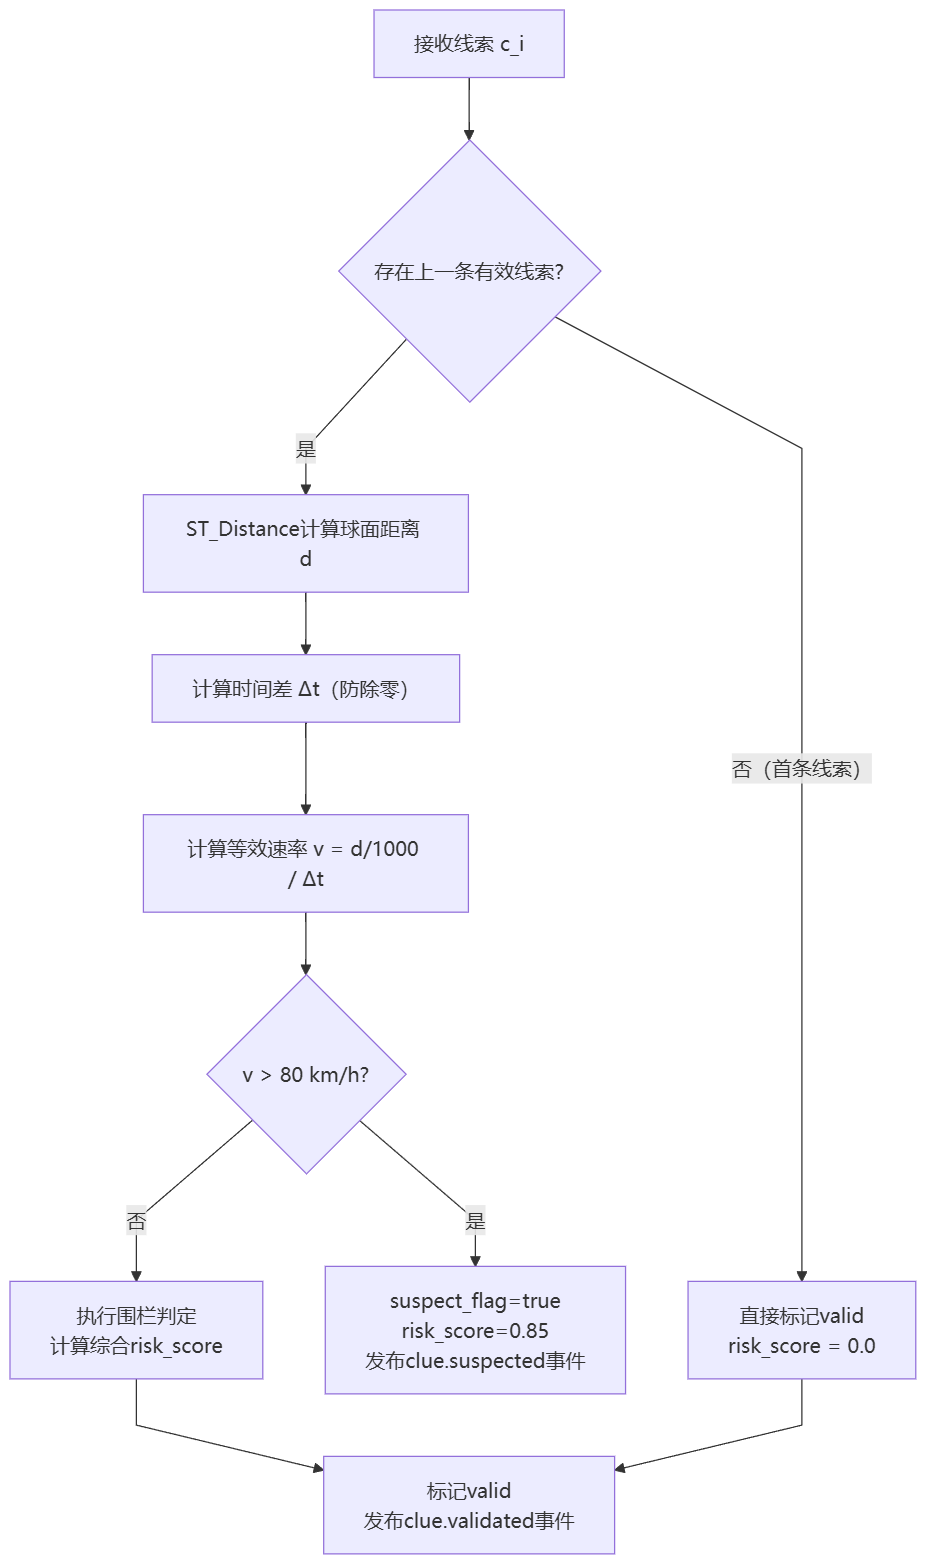 接收线索 c_i
存在上一条有效线索?
是
ST_Distance计算球面距离
d
计算时间差 Δt（防除零）
否（首条线索）
计算等效速率 v = d/1000
/ Δt
v > 80 km/h?
否
是
执行围栏判定
计算综合risk_score
suspect_flag=true
risk_score=0.85
发布clue.suspected事件
直接标记valid
risk_score = 0.0
标记valid
发布clue.validated事件